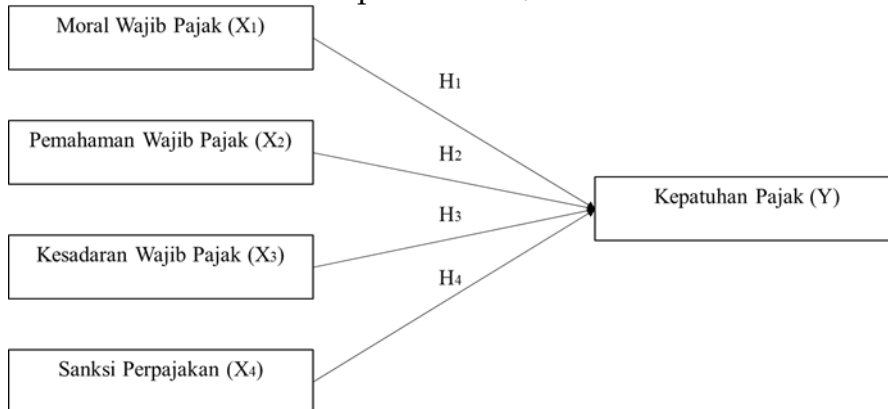 Moral Wajib Pajak (X₁)
H₁
Pemahaman Wajib Pajak (X₂)
H₂
Kepatuhan Pajak (Y)
H₃
Kesadaran Wajib Pajak (X₃)
H₄
Sanksi Perpajakan (X₄)